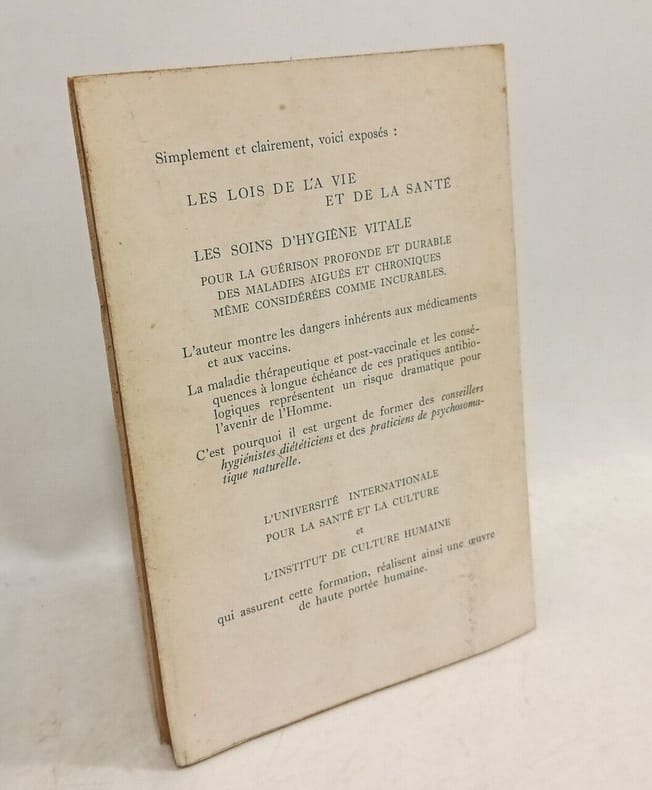 Simplement et clairement, voici exposés :
LES LOIS DE L'A VIE
ET DE LA SANTÉ
LES SOINS D'HYGIÈNE VITALE
POUR LA GUÉRISON PROFONDE ET DURABLE
DES MALADIES AIGUËS ET CHRONIQUES
MÊME CONSIDÉRÉES COMME INCURABLES.
L'auteur montre les dangers inhérents aux médicaments
et aux vaccins.
La maladie thérapeutique et post-vaccinale et les consé-
quences à longue échéance de ces pratiques antibio-
logiques représentent un risque dramatique pour
l'avenir de l'Homme.
C'est pourquoi il est urgent de former des conseillers
hygiénistes diététiciens et des praticiens de psychosoma-
tique naturelle.
L'UNIVERSITÉ INTERNATIONALE
POUR LA SANTÉ ET LA CULTURE
et
L'INSTITUT DE CULTURE HUMAINE
qui assurent cette formation, réalisent ainsi une œuvre
de haute portée humaine.